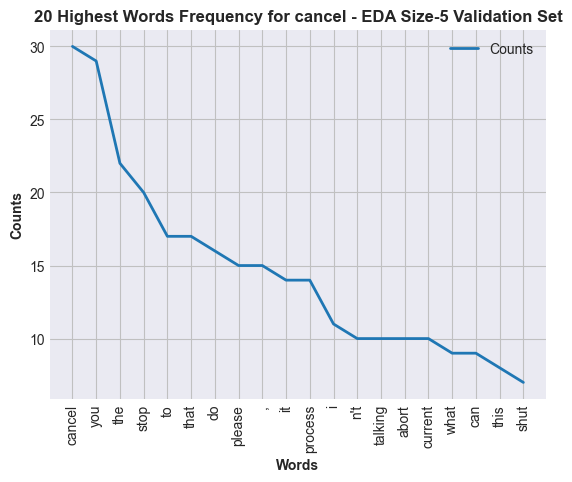 20 Highest Words Frequency for cancel - EDA Size-5 Validation Set
Counts
30
25
20
15
10
Counts
cancel
you
the
stop
to
that
do
please
,
it
process
i
n't
talking
abort
current
what
can
this
shut
Words